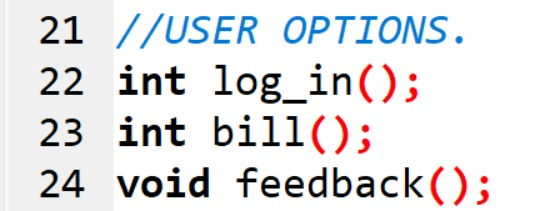 21 //USER OPTIONS.
22 int log_in();
23 int bill();
24 void feedback();